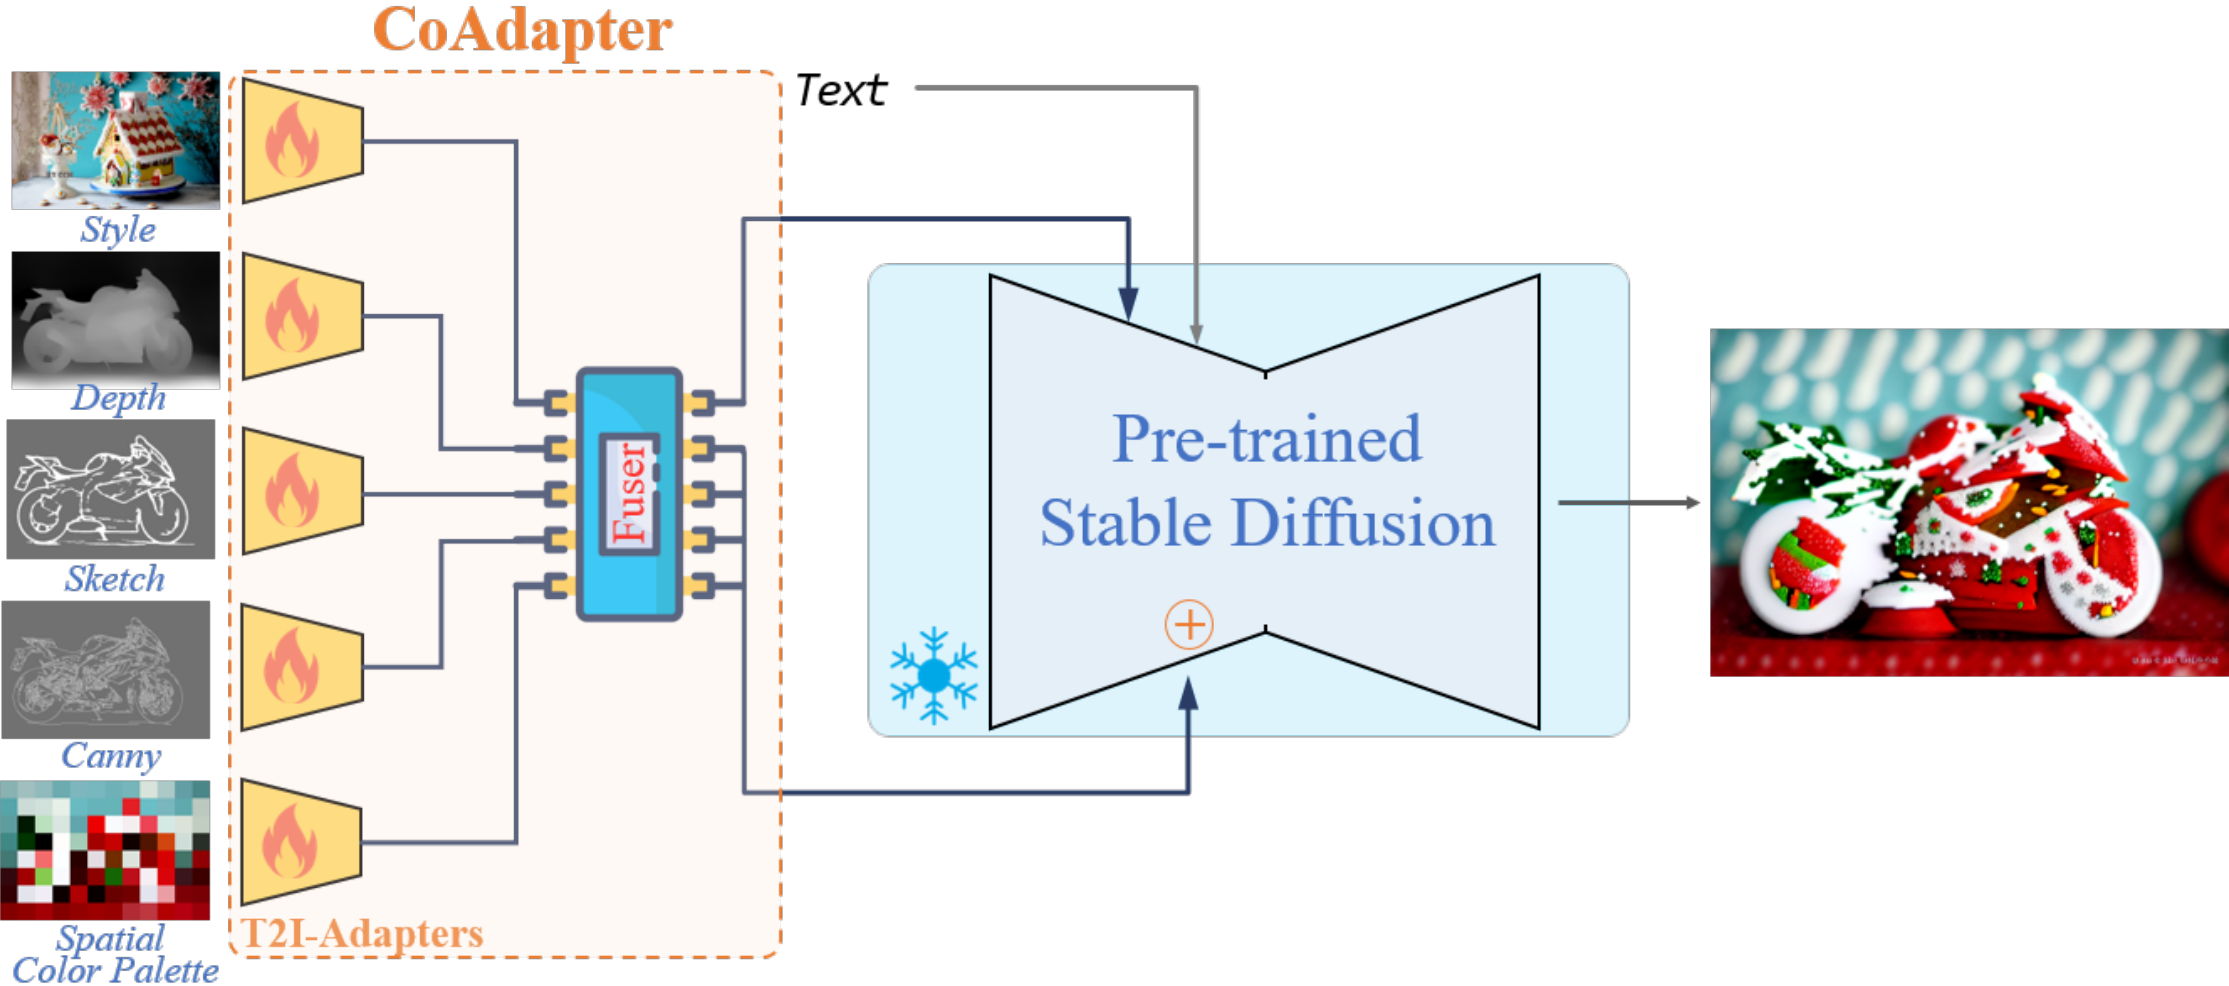 CoAdapter
Text
Style
Depth
Sketch
Canny
Spatial
Color Palette
T2I-Adapters
Fuser
Pre-trained
Stable Diffusion